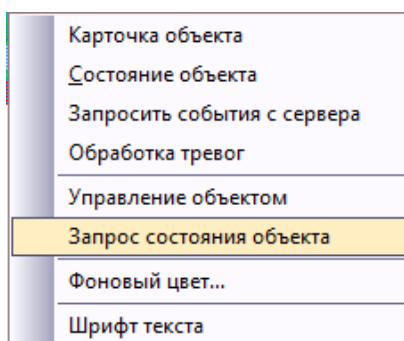 Карточка объекта
Состояние объекта
Запросить события с сервера
Обработка тревог
Управление объектом
Запрос состояния объекта
Фоновый цвет...
Шрифт текста